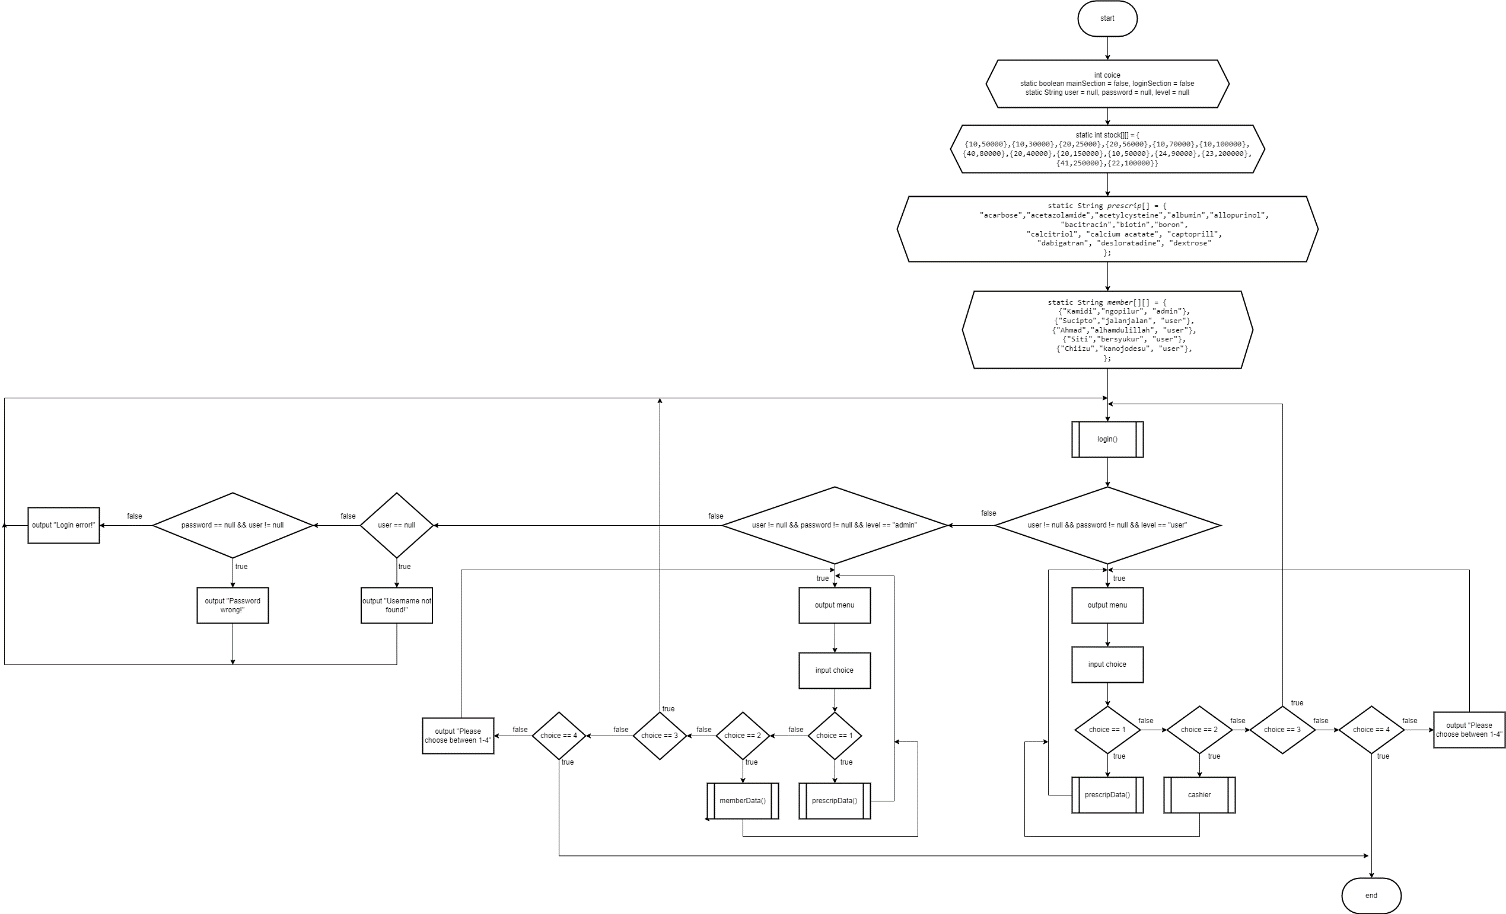 start
int coice
static boolean mainSection = false, loginSection = false
static String user = null, password = null, level = null
static int stock[][] = {
{10,50000},{10,30000},{20,25000},{20,56000},{10,70000},{10,100000},
{40,80000},{20,40000},{20,150000},{10,50000},{24,90000},{23,200000},
{41,250000},{22,100000}}
static String prescrip[] = {
"acarbose","acetazolamide","acetylcysteine","albumin","allopurinol",
"bacitracin","biotin","boron",
"calcitriol", "calcium acatate", "captoprill",
"dabigatran", "desloratadine", "dextrose"
};
static String member[][] = {
{"Kamidi","ngopilur", "admin"},
{"Sucipto","jalanjalan", "user"},
{"Ahmad","alhamdulillah", "user"},
{"Siti","bersyukur", "user"},
{"Chiizu","kanojodesu", "user"},
};
login()
user != null && password != null && level == "user"
false
user != null && password != null && level == "admin"
false
user == null
false
password == null && user != null
false
output "Login error!"
true
output "Password
wrong!"
true
output "Username not
found!"
true
output menu
input choice
choice == 1
false
choice == 2
false
choice == 3
false
choice == 4
false
output "Please
choose between 1-4"
true
true
true
true
memberData()
prescripData()
true
output menu
input choice
choice == 1
false
choice == 2
false
choice == 3
false
choice == 4
false
output "Please
choose between 1-4"
true
true
true
true
prescripData()
cashier
end